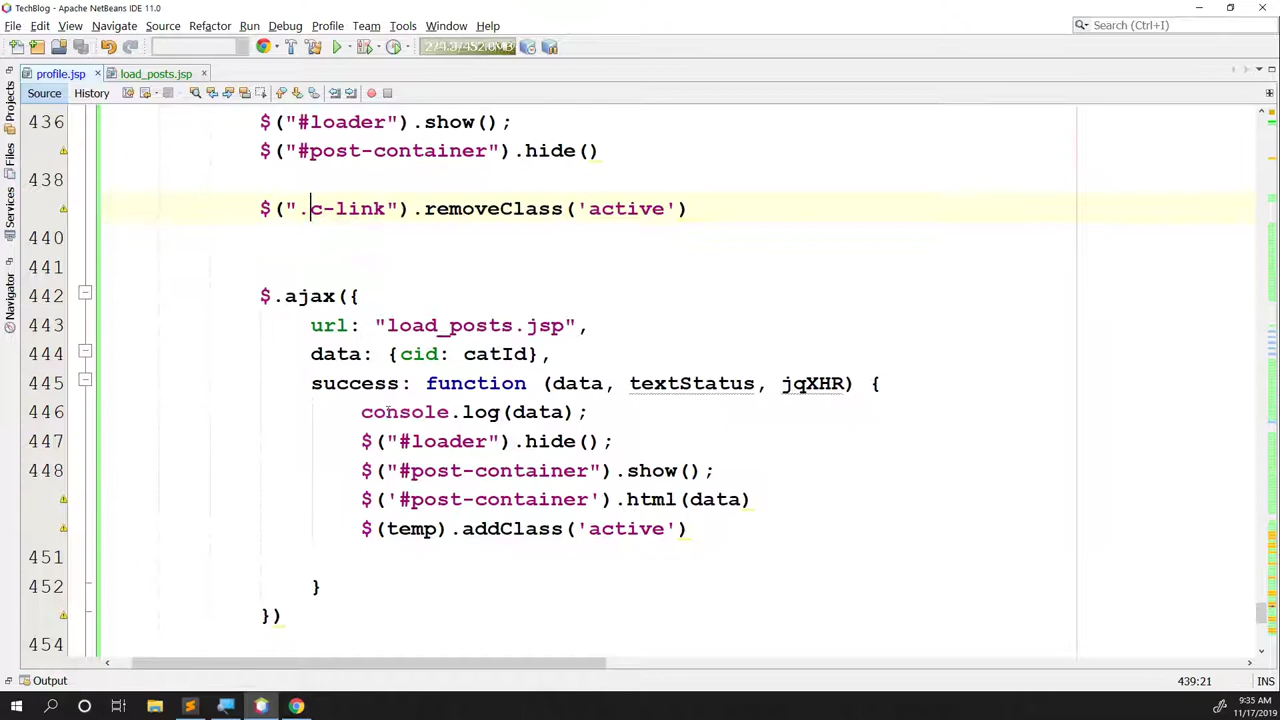 TechBlog - Apache NetBeans IDE 11.0
File Edit View Navigate Source Refactor Run Debug Profile Team Tools Window Help
Search (Ctrl+I)
profile.jsp
load_posts.jsp
Source History
Projects
Files
Services
Navigator
436 $("#loader").show();
$("#post-container").hide()
438
$(".c-link").removeClass('active')
440
441
442 $.ajax({
443 url: "load_posts.jsp",
444 data: {cid: catId},
445 success: function (data, textStatus, jqXHR) {
446 console.log(data);
447 $("#loader").hide();
448 $("#post-container").show();
$('#post-container').html(data)
$(temp).addClass('active')
451
452 }
})
454
Output
439:21
INS
9:35 AM
11/17/2019